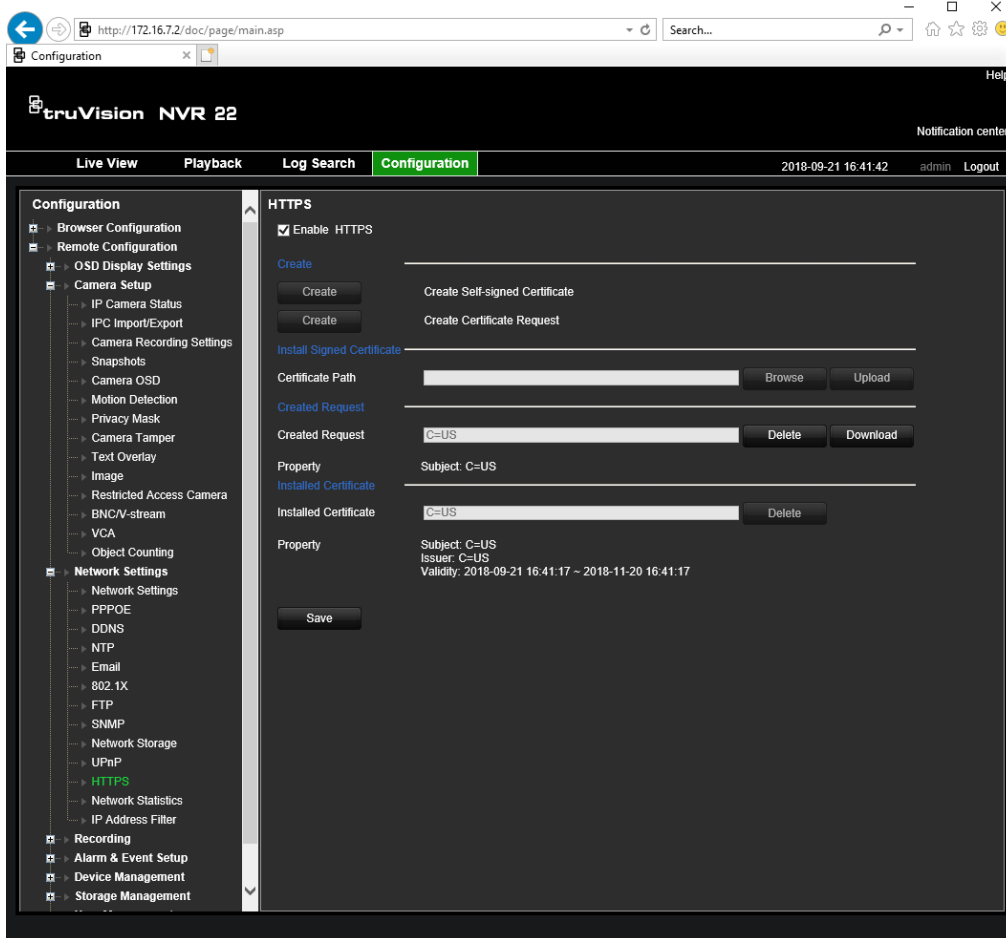 http://172.16.7.2/doc/page/main.asp
Search...
Configuration
Help
truVision NVR 22
Notification center
Live View Playback Log Search Configuration 2018-09-21 16:41:42 admin Logout
Configuration
Browser Configuration
Remote Configuration
OSD Display Settings
Camera Setup
IP Camera Status
IPC Import/Export
Camera Recording Settings
Snapshots
Camera OSD
Motion Detection
Privacy Mask
Camera Tamper
Text Overlay
Image
Restricted Access Camera
BNC/V-stream
VCA
Object Counting
Network Settings
Network Settings
PPPOE
DDNS
NTP
Email
802.1X
FTP
SNMP
Network Storage
UPnP
HTTPS
Network Statistics
IP Address Filter
Recording
Alarm & Event Setup
Device Management
Storage Management
HTTPS
Enable HTTPS
Create
Create Create Self-signed Certificate
Create Create Certificate Request
Install Signed Certificate
Certificate Path Browse Upload
Created Request
Created Request C=US Delete Download
Property Subject: C=US
Installed Certificate
Installed Certificate C=US Delete
Property Subject: C=US
Issuer: C=US
Validity: 2018-09-21 16:41:17 ~ 2018-11-20 16:41:17
Save